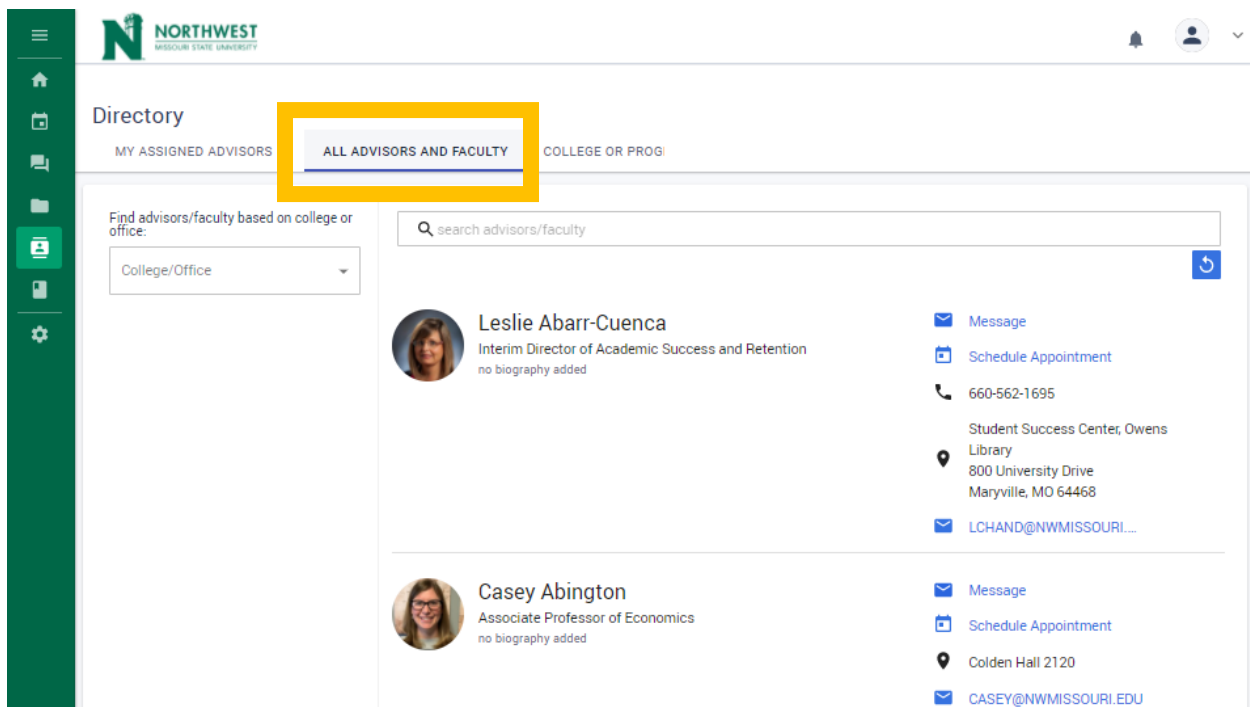 NORTHWEST
MISSOURI STATE UNIVERSITY
Directory
MY ASSIGNED ADVISORS
ALL ADVISORS AND FACULTY
COLLEGE OR PROG
Find advisors/faculty based on college or
office:
College/Office
search advisors/faculty
Leslie Abarr-Cuenca
Interim Director of Academic Success and Retention
no biography added
Message
Schedule Appointment
660-562-1695
Student Success Center, Owens
Library
800 University Drive
Maryville, MO 64468
LCHAND@NWMISSOURI....
Casey Abington
Associate Professor of Economics
no biography added
Message
Schedule Appointment
Colden Hall 2120
CASEY@NWMISSOURI.EDU